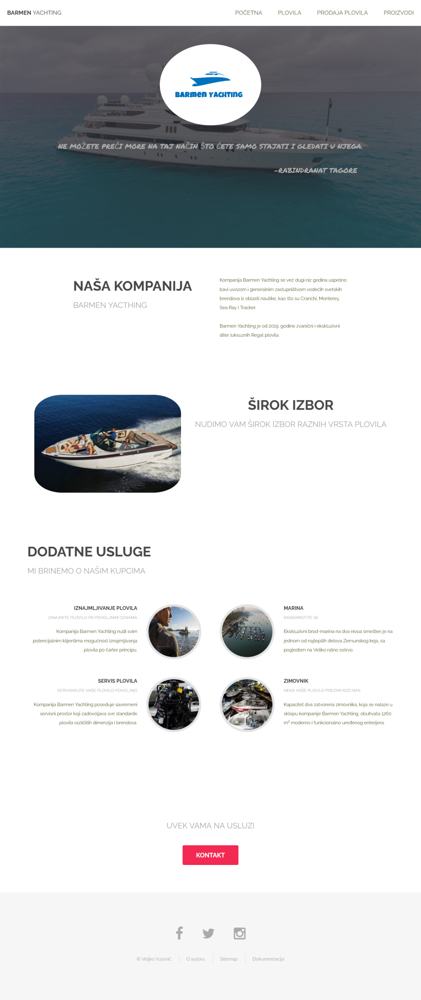 BARMEN YACHTING
POČETNA
PLOVILA
PRODAJA PLOVILA
PROIZVODI
BARMEN YACHTING
NE MOŽETE PREĆI MORE NA TAJ NAČIN ŠTO ĆETE SAMO STAJATI I GLEDATI U NJEGA.
-RABINDRANAT TAGORE
NAŠA KOMPANIJA
BARMEN YACTHING
Kompanija Barmen Yachting se već dugi niz godina uspešno
bavi uvozom i generalnim zastupništvom vodećih svetskih
brendova iz oblasti nautike, kao što su Cranchi, Monterey,
Sea Ray i Tracker.
Barmen Yachting je od 2019. godine zvanični i ekskluzivni
diler luksuznih Regal plovila.
ŠIROK IZBOR
NUDIMO VAM ŠIROK IZBOR RAZNIH VRSTA PLOVILA
DODATNE USLUGE
MI BRINEMO O NAŠIM KUPCIMA
IZNAJMLJIVANJE PLOVILA
IZNAJMITE PLOVILO PO POVOLJNIM CENAMA
Kompanija Barmen Yachting nudi svim
potencijalnim klijentima mogućnost iznajmljivanja
plovila po čarter principu.
MARINA
RASKOMOTITE SE
Ekskluzivni brod-marina na dva nivoa smešten je na
jednom od najlepših delova Zemunskog keja, sa
pogledom na Veliko ratno ostrvo.
SERVIS PLOVILA
SERVISIRAJTE VAŠE PLOVILO POVOLJNO
Kompanija Barmen Yachting poseduje savremeni
servisni prostor koji zadovoljava sve standarde
plovila različitih dimenzija i brendova.
ZIMOVNIK
NEKA VAŠE PLOVILO PREZIMI KOD NAS
Kapacitet dva zatvorena zimovnika, koja se nalaze u
sklopu kompanije Barmen Yachting, obuhvata 1260
m² moderno i funkcionalno uređenog enterijera.
UVEK VAMA NA USLUZI
KONTAKT
© Veljko Vulović
O autoru
Sitemap
Dokumentacija